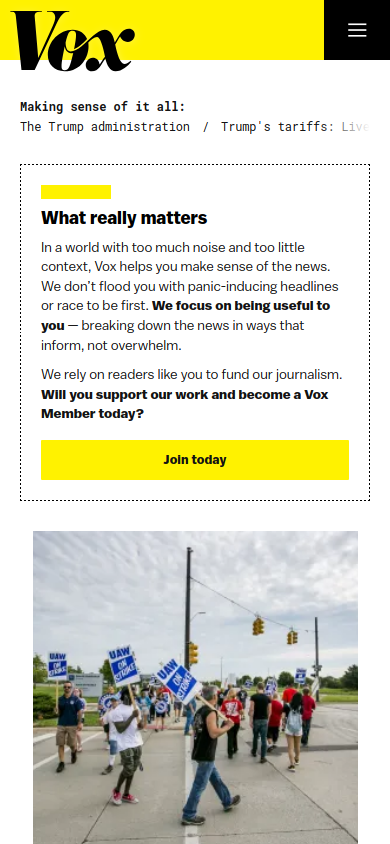 Vox
Making sense of it all:
The Trump administration / Trump's tariffs: Live
What really matters
In a world with too much noise and too little
context, Vox helps you make sense of the news.
We don't flood you with panic-inducing headlines
or race to be first. We focus on being useful to
you — breaking down the news in ways that
inform, not overwhelm.
We rely on readers like you to fund our journalism.
Will you support our work and become a Vox
Member today?
Join today
UAW
ON
STRIKE
UAW
ON
STRIKE
UAW
ON STRIKE